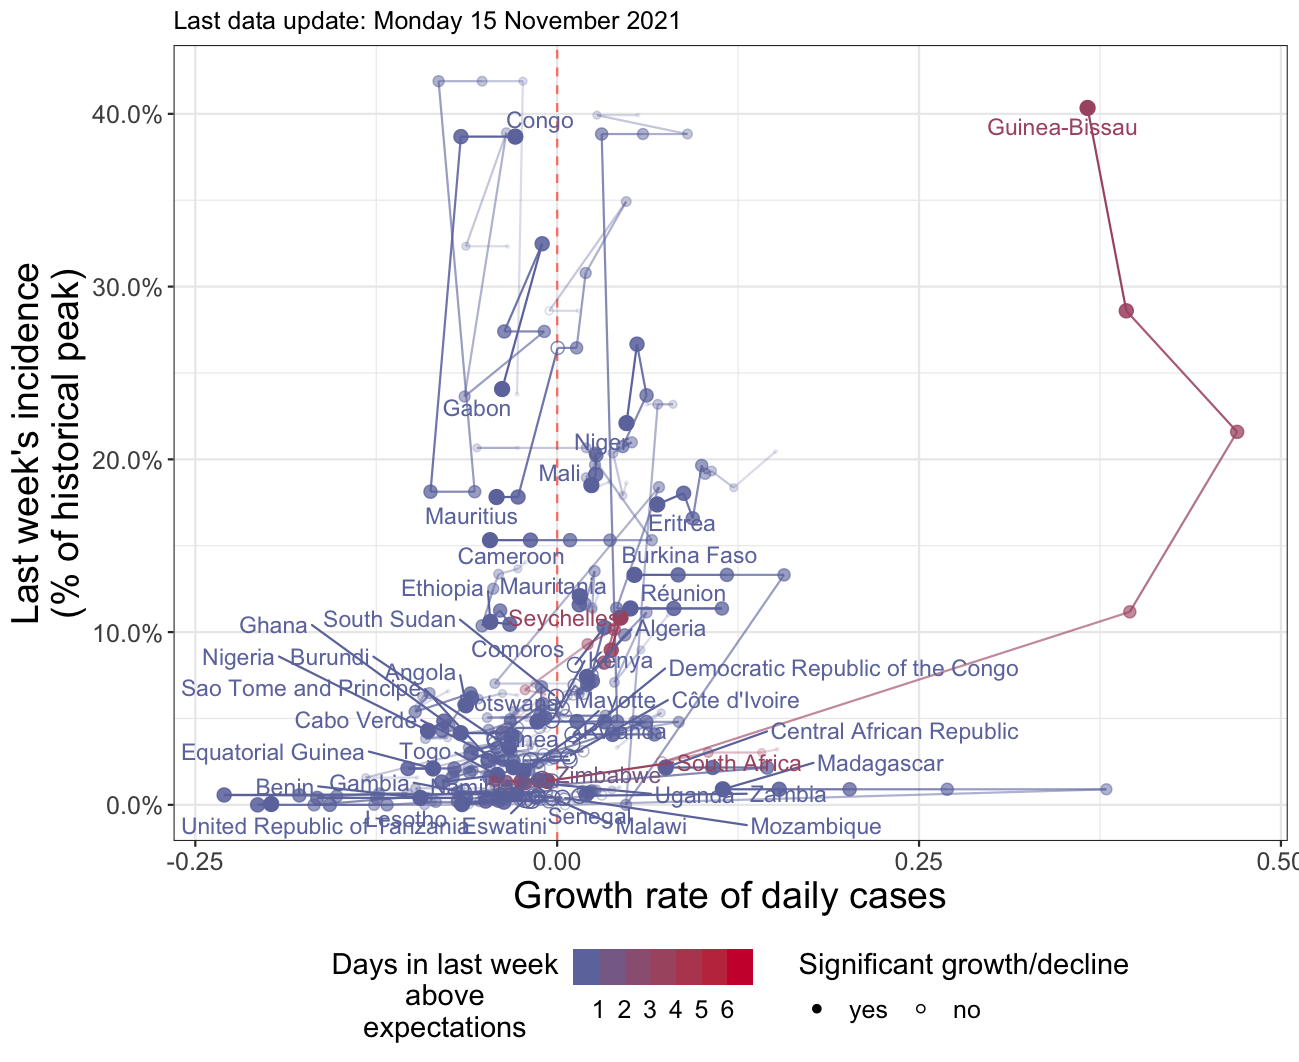 Last data update: Monday 15 November 2021
Last week's incidence
(% of historical peak)
40.0%
30.0%
20.0%
10.0%
0.0%
Congo
Guinea-Bissau
Gabon
Niger
Mali
Mauritius
Eritrea
Cameroon
Burkina Faso
Ethiopia
Mauritania
Réunion
South Sudan
Seychelles
Ghana
Algeria
Comoros
Kenya
Nigeria
Burundi
Angola
Democratic Republic of the Congo
Sao Tome and Principe
Botswana
Mayotte
Côte d'Ivoire
Cabo Verde
Rwanda
Central African Republic
Equatorial Guinea
Togo
Guinea
South Africa
Madagascar
Benin
Gambia
Namibia
Zimbabwe
Uganda
Zambia
United Republic of Tanzania
Lesotho
Eswatini
Senegal
Malawi
Mozambique
-0.25
0.00
0.25
0.50
Growth rate of daily cases
Days in last week
above
expectations
1 2 3 4 5 6
Significant growth/decline
yes
no